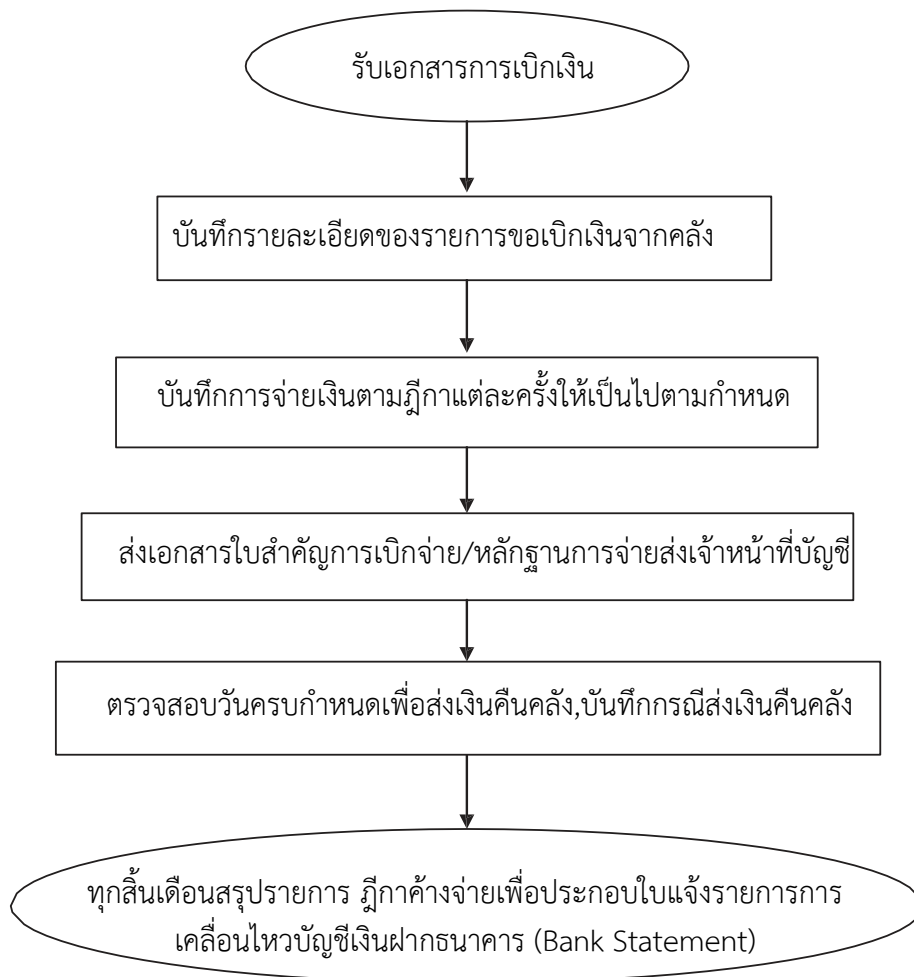 รับเอกสารการเบิกเงิน
บันทึกรายละเอียดของรายการขอเบิกเงินจากคลัง
บันทึกการจ่ายเงินตามฎีกาแต่ละครั้งให้เป็นไปตามกำหนด
ส่งเอกสารใบสำคัญการเบิกจ่าย/หลักฐานการจ่ายส่งเจ้าหน้าที่บัญชี
ตรวจสอบวันครบกำหนดเพื่อส่งเงินคืนคลัง,บันทึกกรณีส่งเงินคืนคลัง
ทุกสิ้นเดือนสรุปรายการ ฎีกาค้างจ่ายเพื่อประกอบใบแจ้งรายการการ
เคลื่อนไหวบัญชีเงินฝากธนาคาร (Bank Statement)